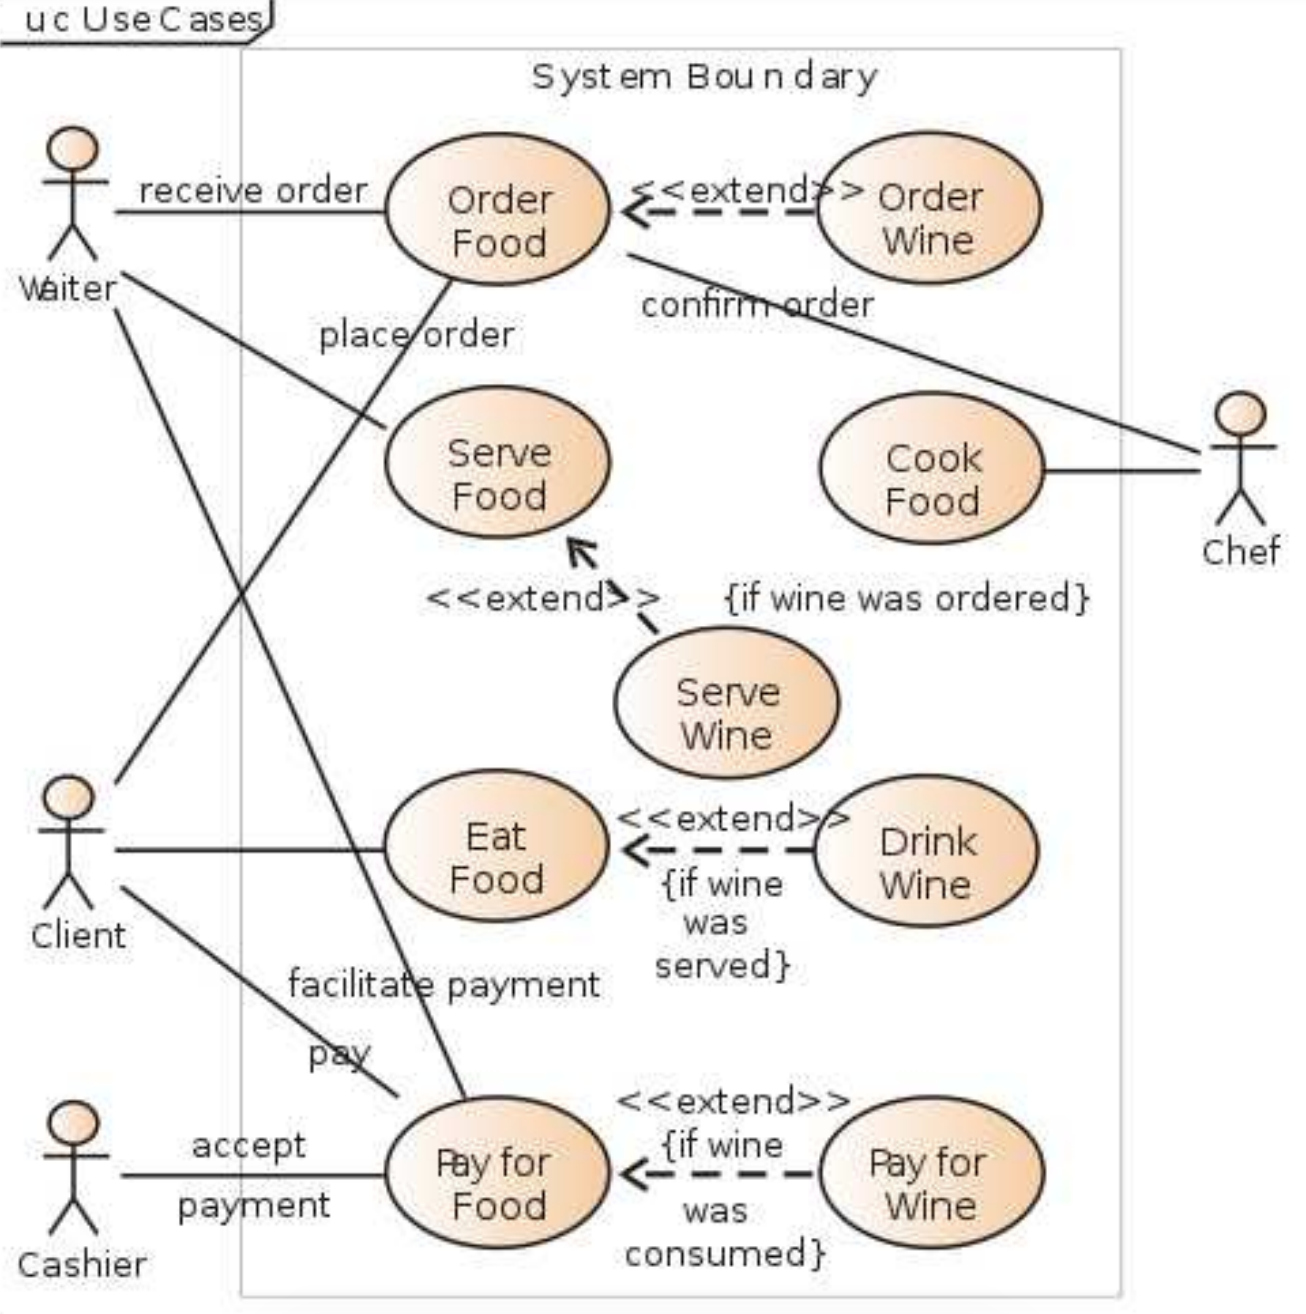 uc UseCases
System Boundary
receive order
Order
Food
<<extend>>
Order
Wine
Waiter
confirm order
place order
Serve
Food
Cook
Food
Chef
<<extend>>
{if wine was ordered}
Serve
Wine
Eat
Food
<<extend>>
{if wine
was
served}
Drink
Wine
Client
facilitate payment
pay
<<extend>>
{if wine
was
consumed}
accept
payment
Pay for
Food
Pay for
Wine
Cashier